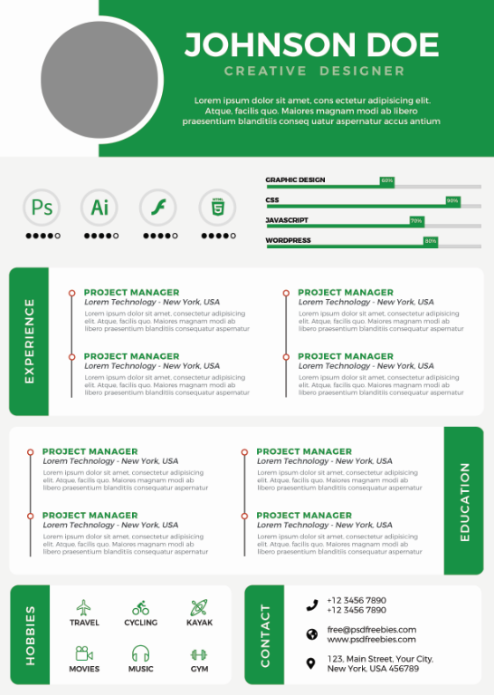 JOHNSON DOE
CREATIVE DESIGNER
Lorem ipsum dolor sit amet, cons ectetur adipisicing elit.
Atque, facilis quo. Maiores magnam modi ab libero
praesentium blanditiis conseq uatur aspernatur accus antium
Ps
Ai
HTML
5
GRAPHIC DESIGN
60%
CSS
90%
JAVASCRIPT
70%
WORDPRESS
80%
EXPERIENCE
PROJECT MANAGER
Lorem Technology - New York, USA
Lorem ipsum dolor sit amet, consectetur adipisicing
elit. Atque, facilis quo. Maiores magnam modi ab
libero praesentium blanditiis consequatur aspernatur
PROJECT MANAGER
Lorem Technology - New York, USA
Lorem ipsum dolor sit amet, consectetur adipisicing
elit. Atque, facilis quo. Maiores magnam modi ab
libero praesentium blanditiis consequatur aspernatur
PROJECT MANAGER
Lorem Technology - New York, USA
Lorem ipsum dolor sit amet, consectetur adipisicing
elit. Atque, facilis quo. Maiores magnam modi ab
libero praesentium blanditiis consequatur aspernatur
PROJECT MANAGER
Lorem Technology - New York, USA
Lorem ipsum dolor sit amet, consectetur adipisicing
elit. Atque, facilis quo. Maiores magnam modi ab
libero praesentium blanditiis consequatur aspernatur
PROJECT MANAGER
Lorem Technology - New York, USA
Lorem ipsum dolor sit amet, consectetur adipisicing
elit. Atque, facilis quo. Maiores magnam modi ab
libero praesentium blanditiis consequatur aspernatur
PROJECT MANAGER
Lorem Technology - New York, USA
Lorem ipsum dolor sit amet, consectetur adipisicing
elit. Atque, facilis quo. Maiores magnam modi ab
libero praesentium blanditiis consequatur aspernatur
PROJECT MANAGER
Lorem Technology - New York, USA
Lorem ipsum dolor sit amet, consectetur adipisicing
elit. Atque, facilis quo. Maiores magnam modi ab
libero praesentium blanditiis consequatur aspernatur
PROJECT MANAGER
Lorem Technology - New York, USA
Lorem ipsum dolor sit amet, consectetur adipisicing
elit. Atque, facilis quo. Maiores magnam modi ab
libero praesentium blanditiis consequatur aspernatur
EDUCATION
HOBBIES
TRAVEL
CYCLING
KAYAK
MOVIES
MUSIC
GYM
CONTACT
+12 3456 7890
+12 3456 7890
free@psdfreebies.com
www.psdfreebies.com
123, Main Street, Your City.
New York, USA 456789